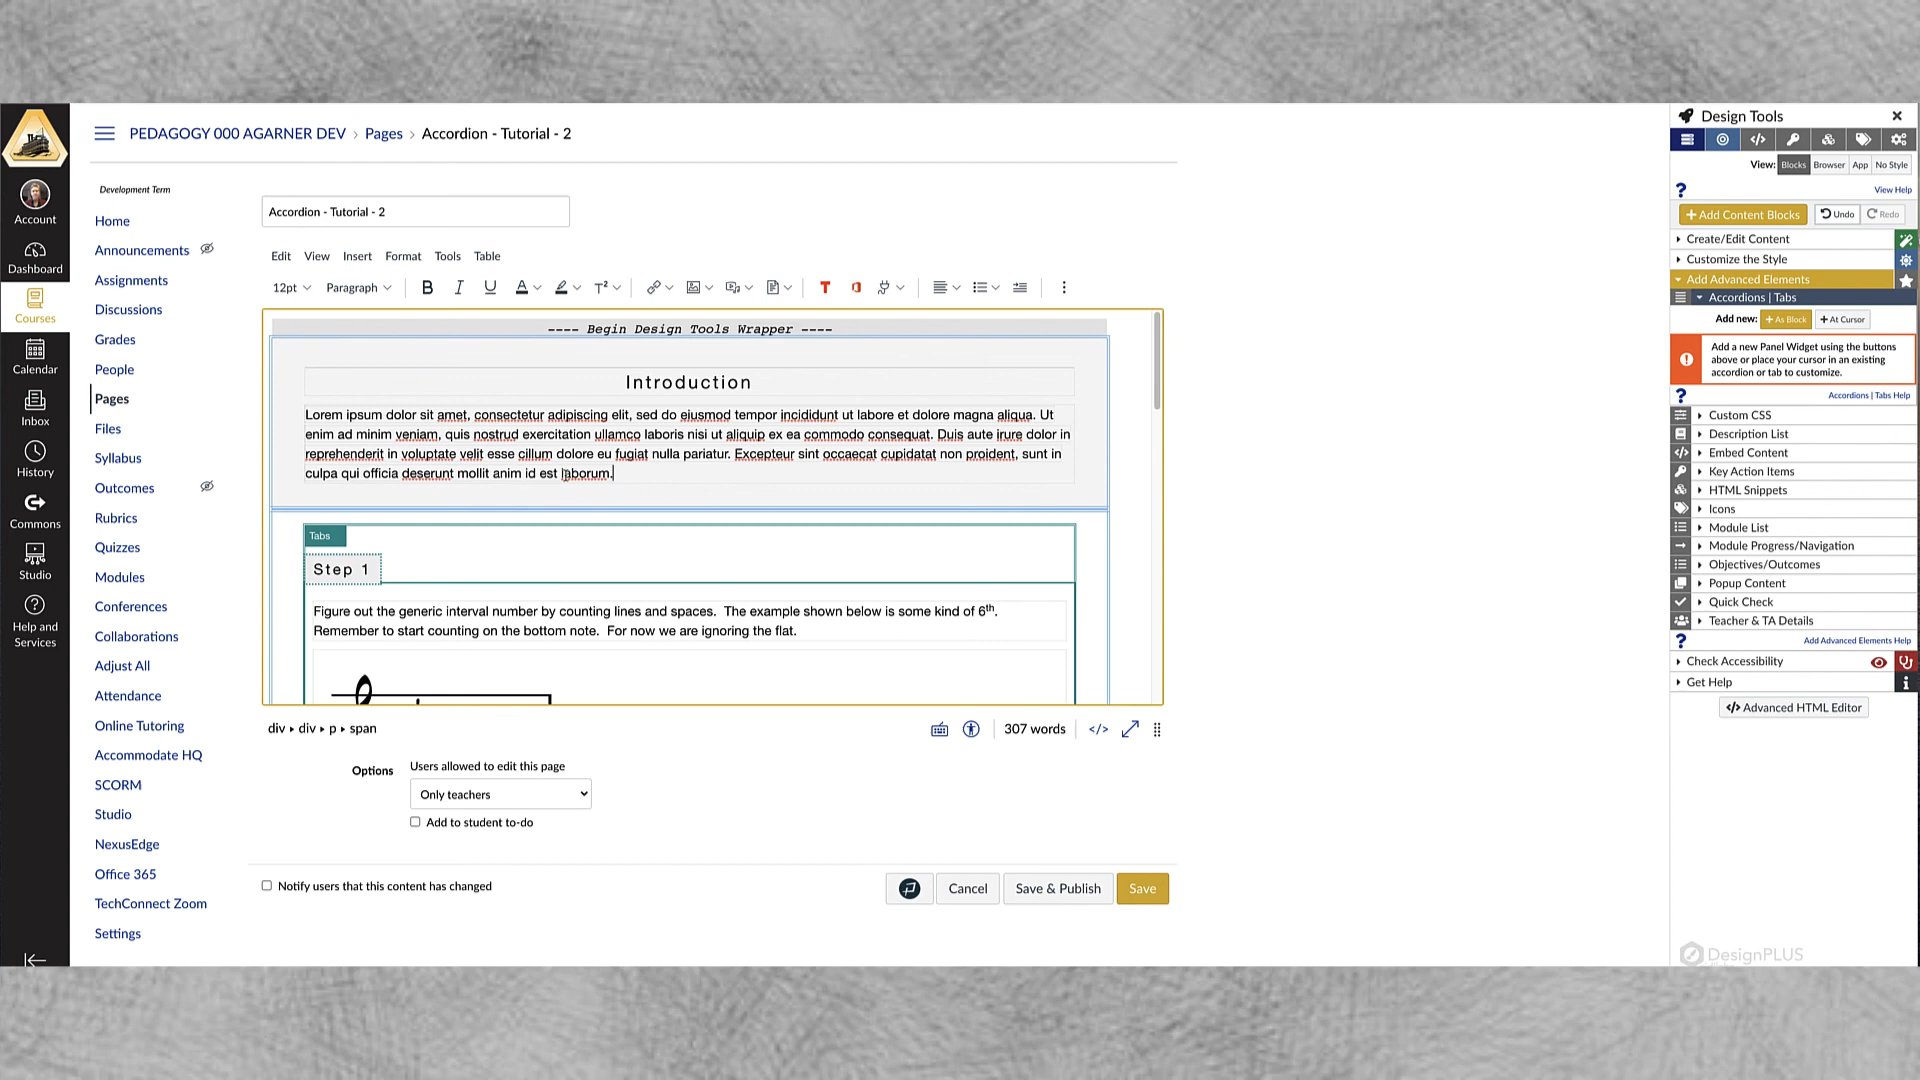 PEDAGOGY 000 AGARNER DEV › Pages › Accordion - Tutorial - 2
Account
Dashboard
Courses
Calendar
Inbox
History
Commons
Studio
Help and
Services
Development Term
Home
Announcements
Assignments
Discussions
Grades
People
Pages
Files
Syllabus
Outcomes
Rubrics
Quizzes
Modules
Conferences
Collaborations
Adjust All
Attendance
Online Tutoring
Accommodate HQ
SCORM
Studio
NexusEdge
Office 365
TechConnect Zoom
Settings
Accordion - Tutorial - 2
Edit View Insert Format Tools Table
12pt Paragraph B I U A T² T
---- Begin Design Tools Wrapper ----
Introduction
Lorem ipsum dolor sit amet, consectetur adipiscing elit, sed do eiusmod tempor incididunt ut labore et dolore magna aliqua. Ut
enim ad minim veniam, quis nostrud exercitation ullamco laboris nisi ut aliquip ex ea commodo consequat. Duis aute irure dolor in
reprehenderit in voluptate velit esse cillum dolore eu fugiat nulla pariatur. Excepteur sint occaecat cupidatat non proident, sunt in
culpa qui officia deserunt mollit anim id est laborum.
Tabs
Step 1
Figure out the generic interval number by counting lines and spaces. The example shown below is some kind of 6th.
Remember to start counting on the bottom note. For now we are ignoring the flat.
div ▸ div ▸ p ▸ span
307 words </>
Options
Users allowed to edit this page
Only teachers
Add to student to-do
Notify users that this content has changed
Cancel Save & Publish Save
Design Tools
View: Blocks Browser App No Style
? View Help
+ Add Content Blocks Undo Redo
Create/Edit Content
Customize the Style
Add Advanced Elements
Accordions | Tabs
Add new: + As Block + At Cursor
Add a new Panel Widget using the buttons
above or place your cursor in an existing
accordion or tab to customize.
? Accordions | Tabs Help
Custom CSS
Description List
</> Embed Content
Key Action Items
HTML Snippets
Icons
Module List
Module Progress/Navigation
Objectives/Outcomes
Popup Content
Quick Check
Teacher & TA Details
? Add Advanced Elements Help
Check Accessibility
Get Help
</> Advanced HTML Editor
DesignPLUS